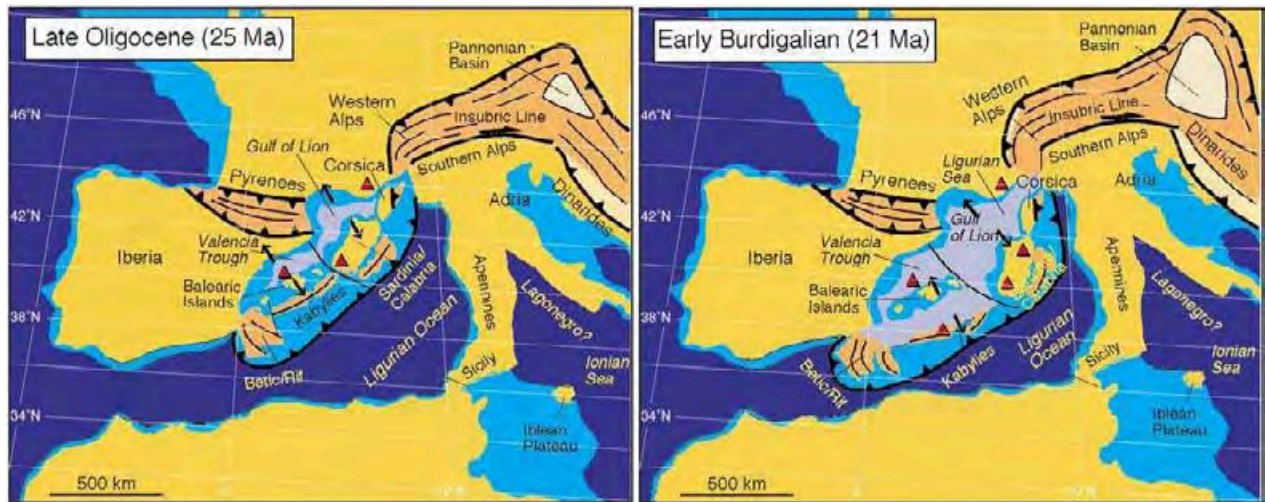 Late Oligocene (25 Ma)
Pannonian
Basin
46°N
Western
Alps
Insubric Line
Gulf of Lion
Corsica
Southern Alps
Dinarides
Pyrenees
Adria
42°N
Valencia
Trough
Iberia
Balearic
Islands
Kabylies
Sardinia/
Calabria
Apennines
Lagonegro?
38°N
Ligurian Ocean
Betic/Rif
Sicily
Ionian
Sea
34°N
Iblean
Plateau
500 km
Early Burdigalian (21 Ma)
Pannonian
Basin
46°N
Western
Alps
Insubric Line
Dinarides
Ligurian
Sea
Southern Alps
Pyrenees
Corsica
Adria
42°N
Gulf
of Lion
Valencia
Trough
Iberia
Balearic
Islands
Calabria
Apennines
Lagonegro?
38°N
Ligurian
Ocean
Kabylies
Betic/Rif
Sicily
Ionian
Sea
34°N
Iblean
Plateau
500 km